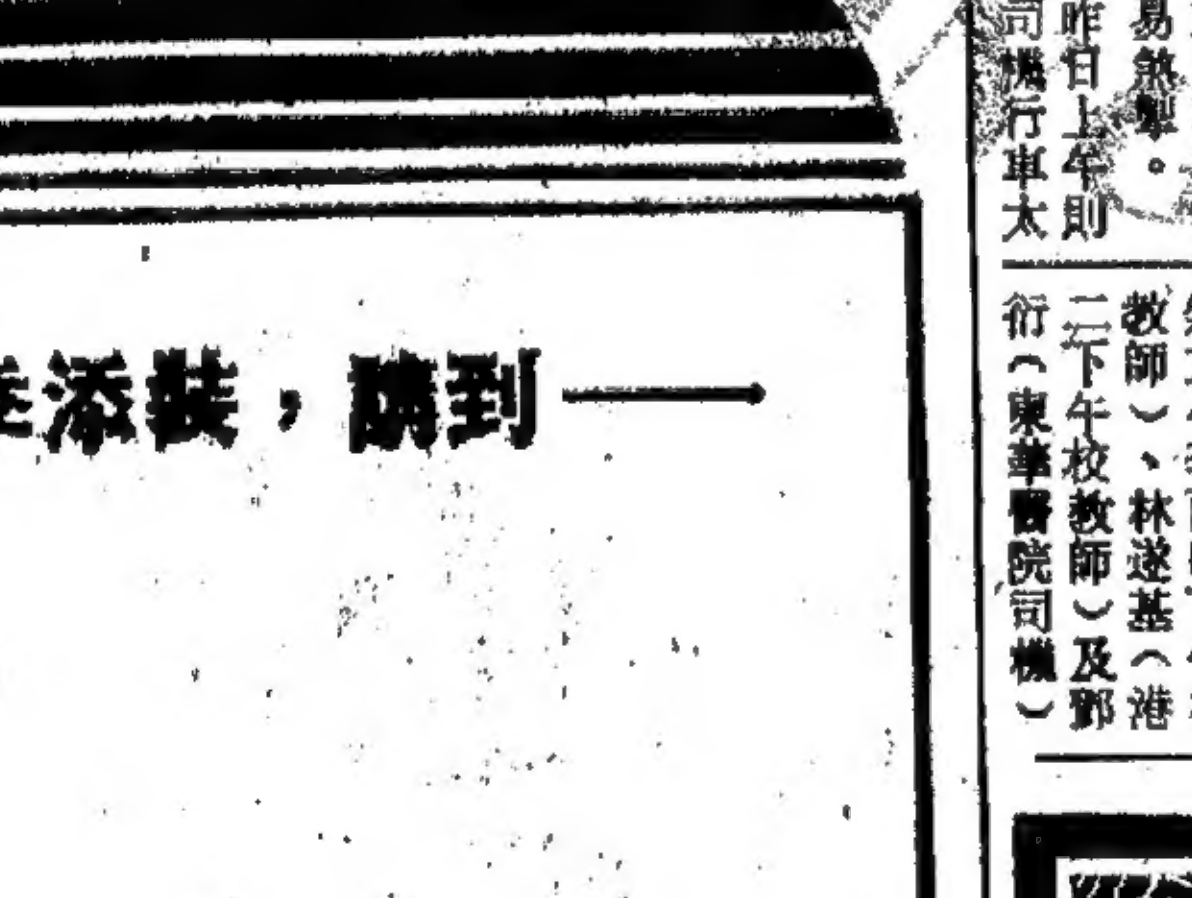 添裝，請到
易煞掣。
昨日上午則
司機行車太
教師）、林遂基（港
二下午校教師）及鄧
衍（東華醫院司機）